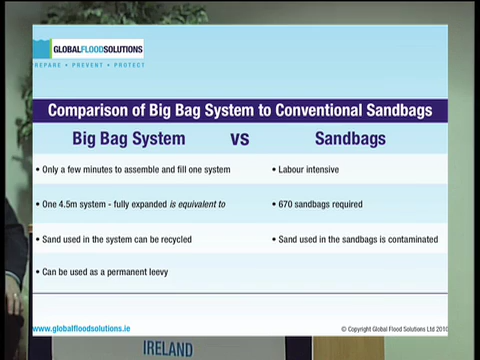 GLOBALFLOODSOLUTIONS
REPARE • PREVENT • PROTECT
Comparison of Big Bag System to Conventional Sandbags
Big Bag System vs Sandbags
• Only a few minutes to assemble and fill one system • Labour intensive
• One 4.5m system - fully expanded is equivalent to • 670 sandbags required
• Sand used in the system can be recycled • Sand used in the sandbags is contaminated
• Can be used as a permanent leevy
www.globalfloodsolutions.ie © Copyright Global Flood Solutions Ltd 2010
IRELAND